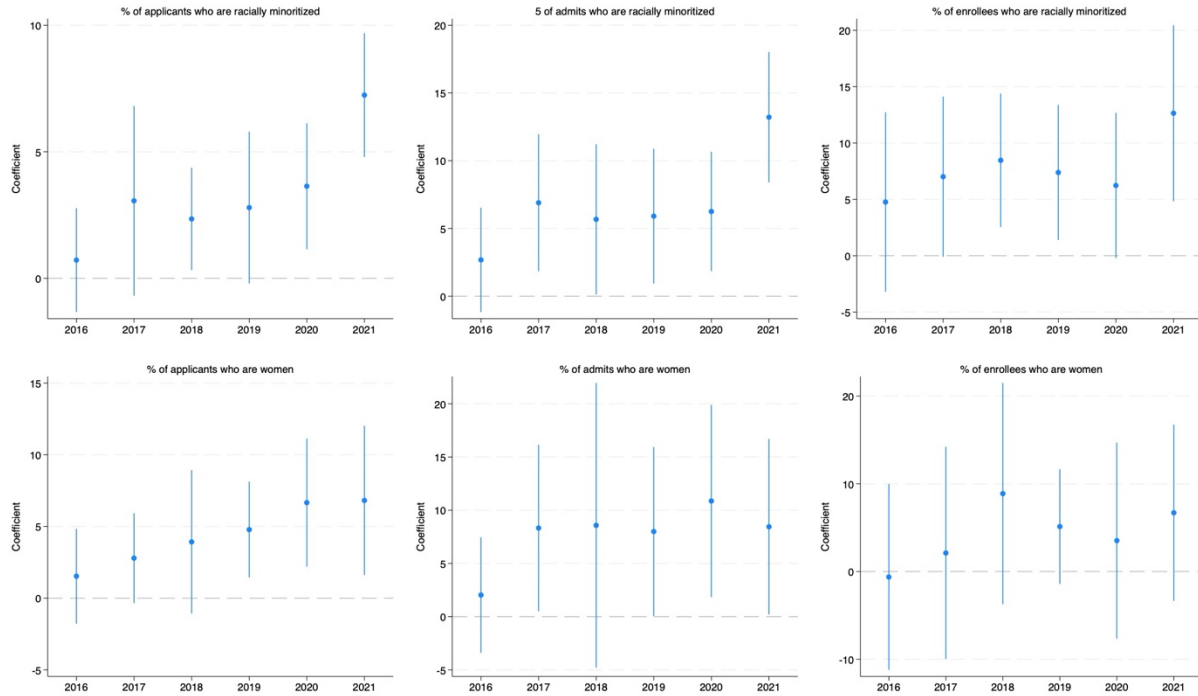 % of applicants who are racially minoritized
10
5
0
Coefficient
2016 2017 2018 2019 2020 2021
5 of admits who are racially minoritized
20
15
10
5
0
Coefficient
2016 2017 2018 2019 2020 2021
% of enrollees who are racially minoritized
20
15
10
5
0
-5
Coefficient
2016 2017 2018 2019 2020 2021
% of applicants who are women
15
10
5
0
-5
Coefficient
2016 2017 2018 2019 2020 2021
% of admits who are women
20
15
10
5
0
-5
Coefficient
2016 2017 2018 2019 2020 2021
% of enrollees who are women
20
10
0
-10
Coefficient
2016 2017 2018 2019 2020 2021